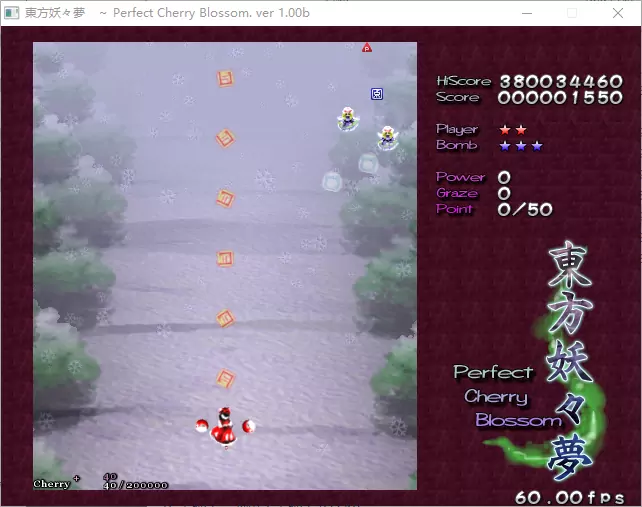 東方妖々夢　~ Perfect Cherry Blossom. ver 1.00b
P
HiScore 380034460
Score 000001550
Player
Bomb
Power 0
Graze 0
Point 0/50
東方妖々夢
Perfect
Cherry
Blossom
40
Cherry + 40/200000
60.00fps